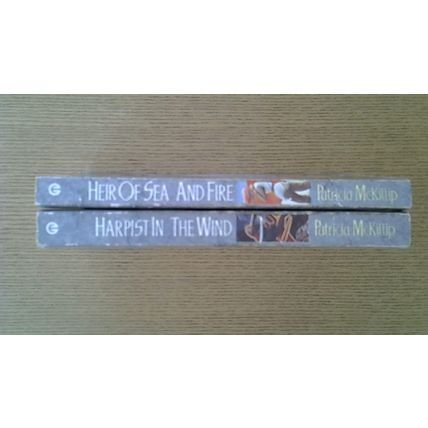 HEIR OF SEA AND FIRE Patricia McKillip
HARPIST IN THE WIND Patricia McKillip